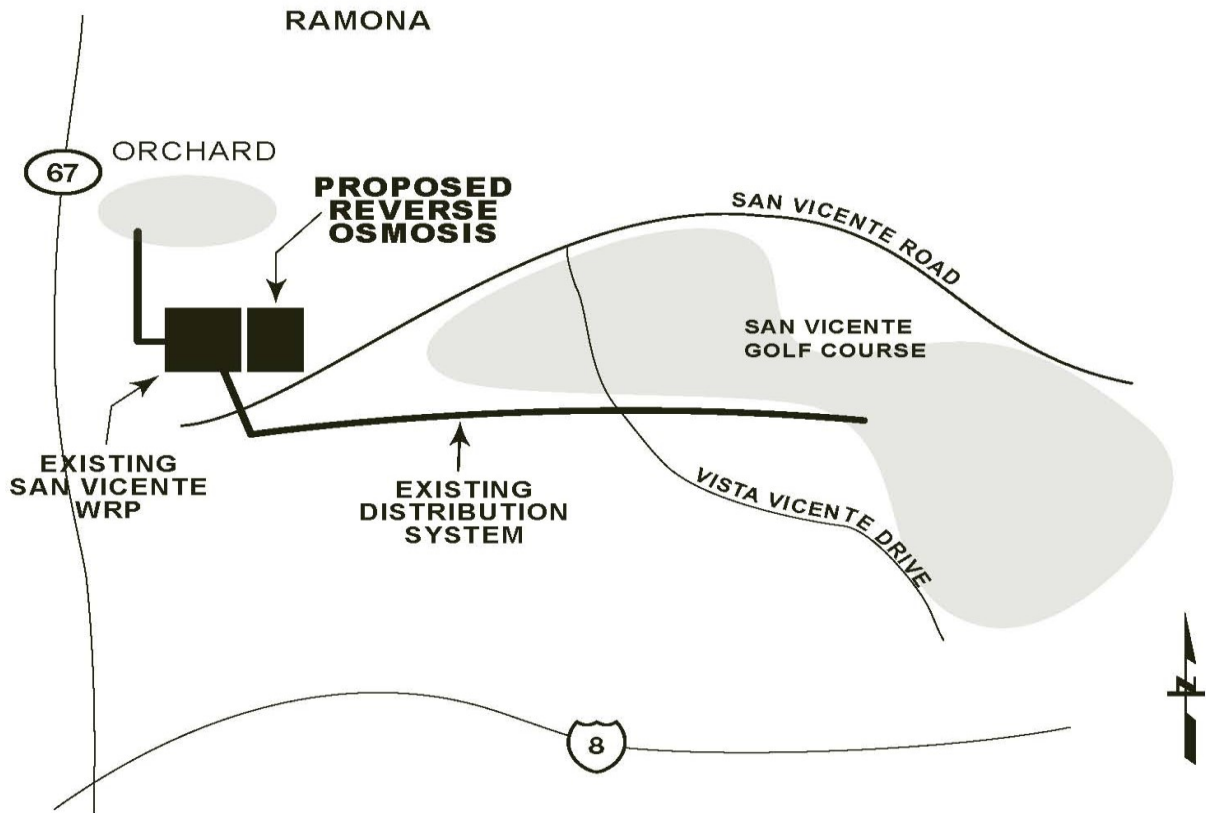 RAMONA
ORCHARD
67
PROPOSED
REVERSE
OSMOSIS
SAN VICENTE ROAD
SAN VICENTE
GOLF COURSE
EXISTING
SAN VICENTE
WRP
EXISTING
DISTRIBUTION
SYSTEM
VISTA VICENTE DRIVE
8
Z